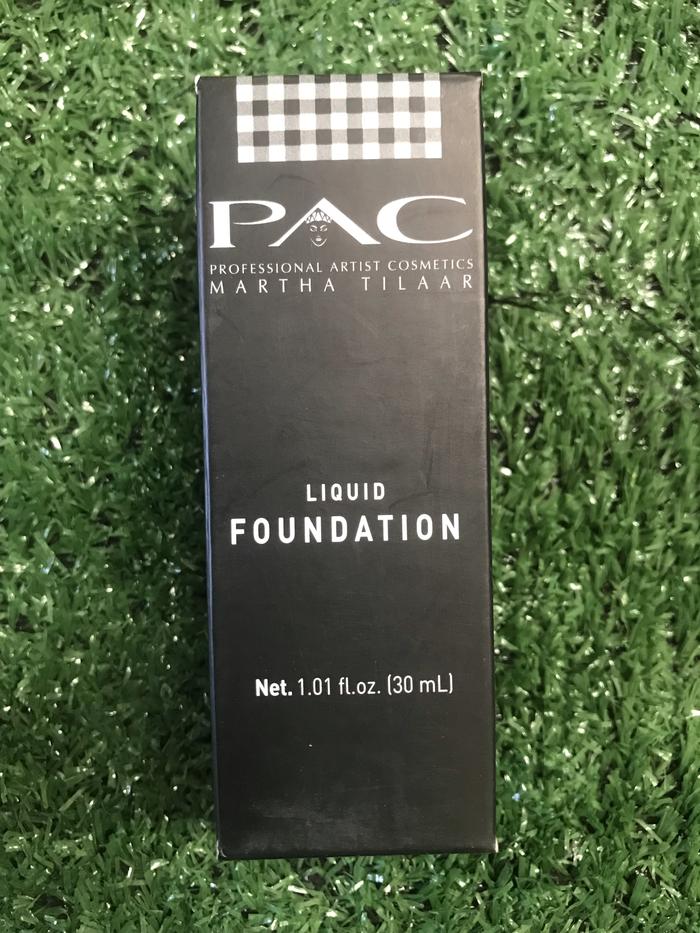 PAC
PROFESSIONAL ARTIST COSMETICS
MARTHA TILAAR
LIQUID
FOUNDATION
Net. 1.01 fl.oz. (30 mL)